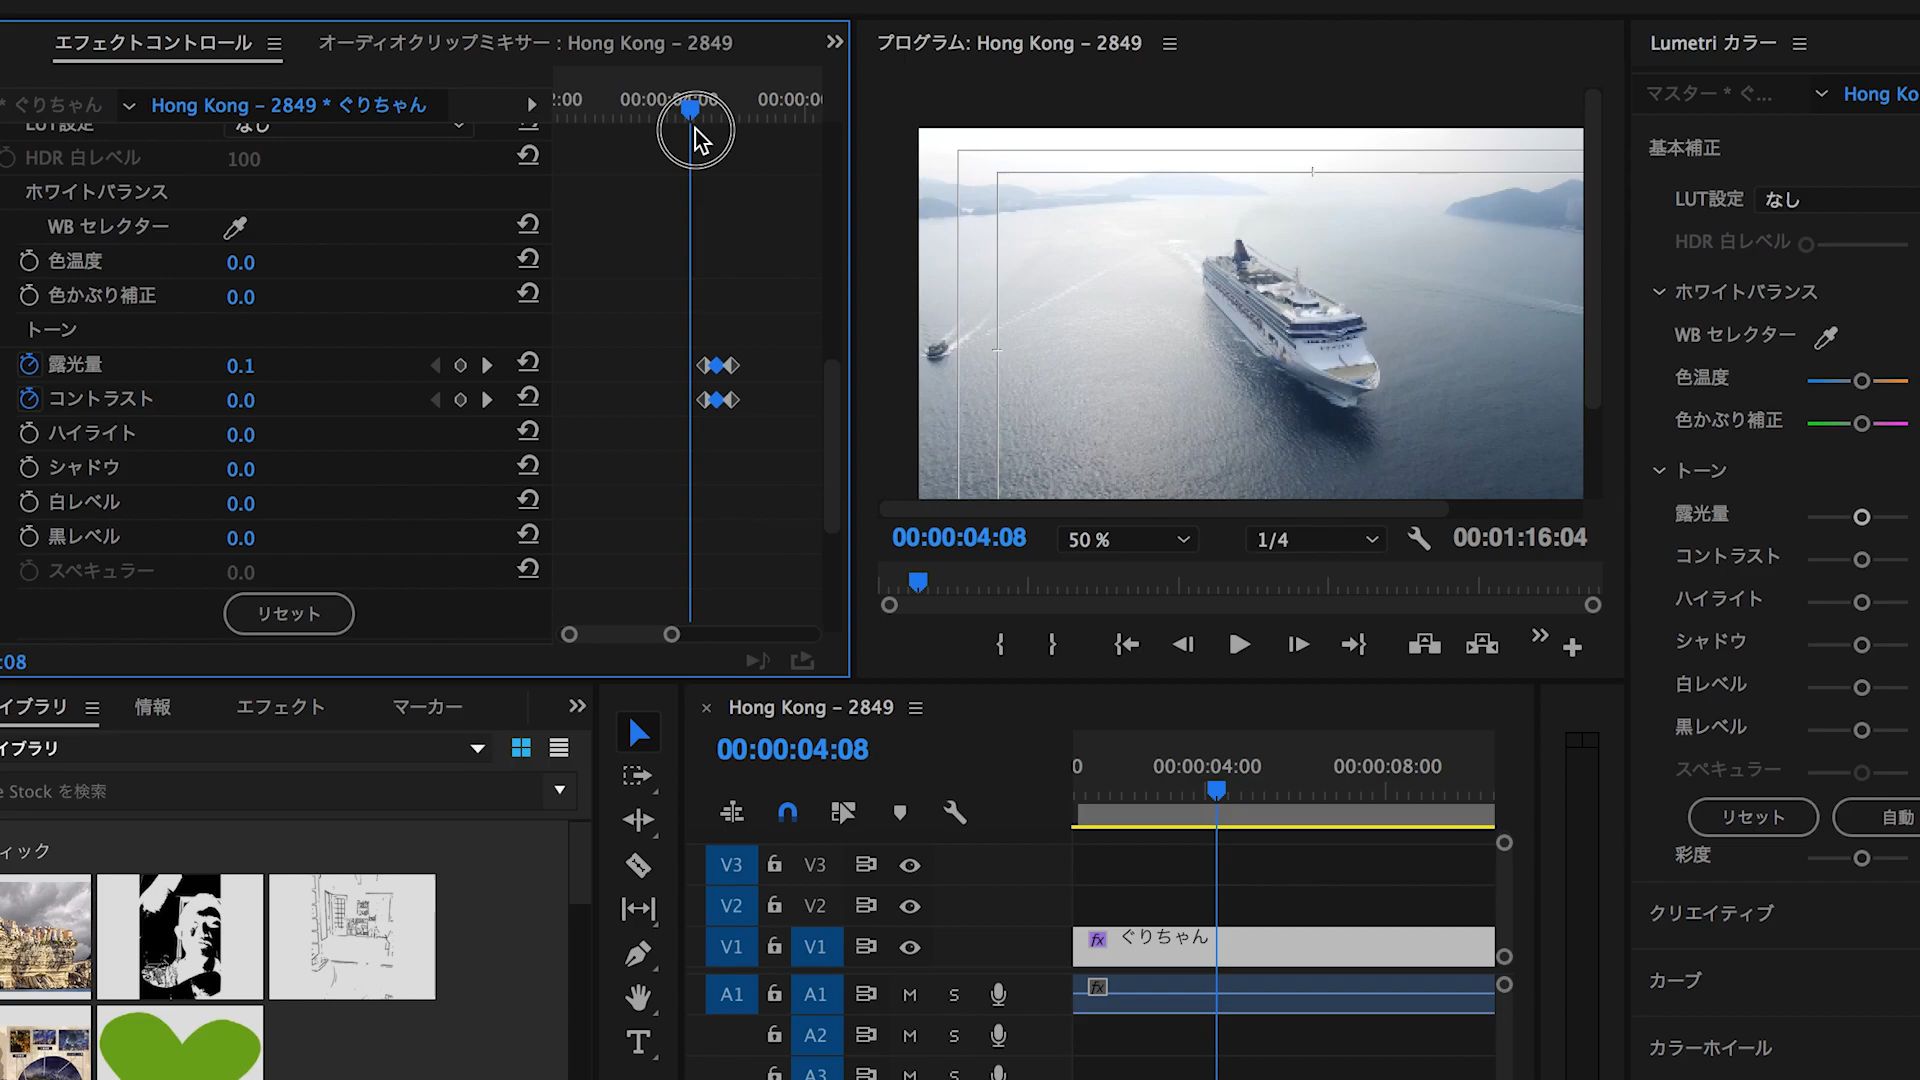 エフェクトコントロール
オーディオクリップミキサー : Hong Kong – 2849
* ぐりちゃん
Hong Kong – 2849 * ぐりちゃん
:00
00:00:04:00
00:00:0
LUT設定
なし
HDR 白レベル
100
ホワイトバランス
WB セレクター
色温度
0.0
色かぶり補正
0.0
トーン
露光量
0.1
コントラスト
0.0
ハイライト
0.0
シャドウ
0.0
白レベル
0.0
黒レベル
0.0
スペキュラー
0.0
リセット
:08
プログラム: Hong Kong – 2849
00:00:04:08
50 %
1/4
00:01:16:04
Lumetri カラー
マスター * ぐ...
Hong Ko
基本補正
LUT設定
なし
HDR 白レベル
ホワイトバランス
WB セレクター
色温度
色かぶり補正
トーン
露光量
コントラスト
ハイライト
シャドウ
白レベル
黒レベル
スペキュラー
リセット
自動
彩度
クリエイティブ
カーブ
カラーホイール
イブラリ
情報
エフェクト
マーカー
イブラリ
e Stock を検索
ィック
Hong Kong – 2849
00:00:04:08
0
00:00:04:00
00:00:08:00
V3
V3
V2
V2
V1
V1
fx
ぐりちゃん
A1
A1
M
S
fx
A2
M
S
A3
M
S